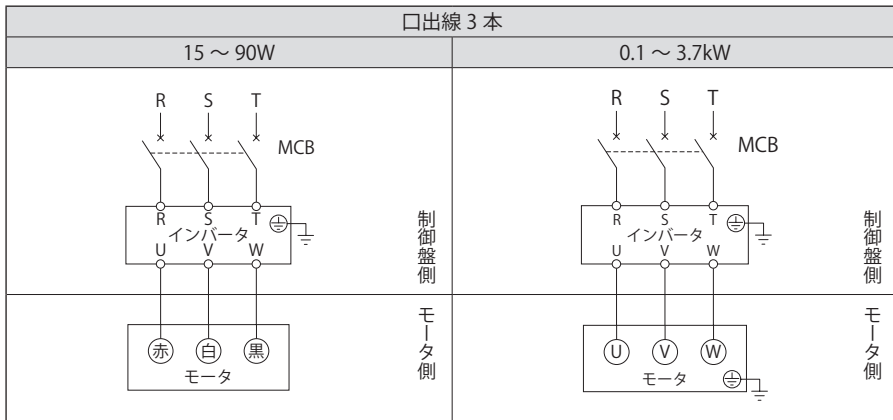 口出線 3 本
15 ~ 90W
0.1 ~ 3.7kW
R S T
MCB
R S T
インバータ
U V W
制御盤側
赤 白 黒
モータ
モータ側
R S T
MCB
R S T
インバータ
U V W
制御盤側
U V W
モータ
モータ側